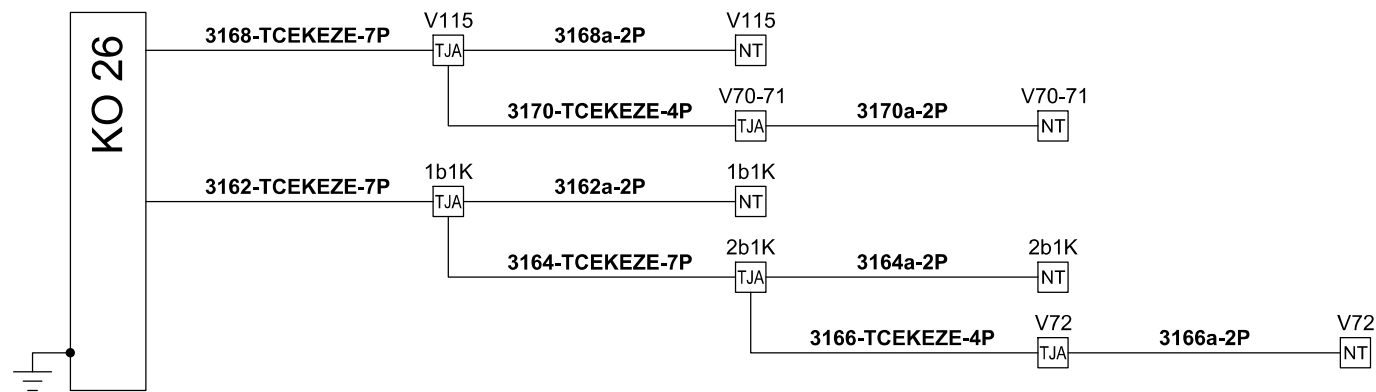 KO 26
V115
V115
3168-TCEKEZE-7P
TJA
3168a-2P
NT
V70-71
V70-71
3170-TCEKEZE-4P
TJA
3170a-2P
NT
1b1K
1b1K
3162-TCEKEZE-7P
TJA
3162a-2P
NT
2b1K
2b1K
3164-TCEKEZE-7P
TJA
3164a-2P
NT
V72
V72
3166-TCEKEZE-4P
TJA
3166a-2P
NT